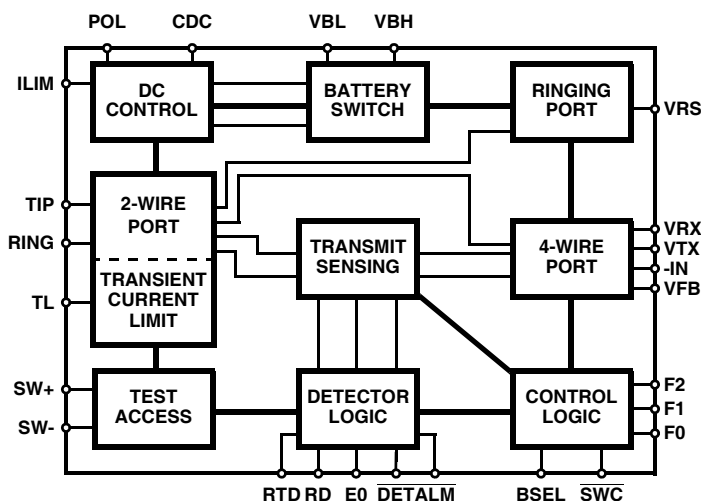 POL CDC VBL VBH
ILIM
DC
CONTROL
BATTERY
SWITCH
RINGING
PORT
VRS
TIP
RING
2-WIRE
PORT
TRANSIENT
CURRENT
LIMIT
TL
TRANSMIT
SENSING
4-WIRE
PORT
VRX
VTX
-IN
VFB
SW+
SW-
TEST
ACCESS
DETECTOR
LOGIC
CONTROL
LOGIC
F2
F1
F0
RTD RD E0 DET ALM BSEL SWC